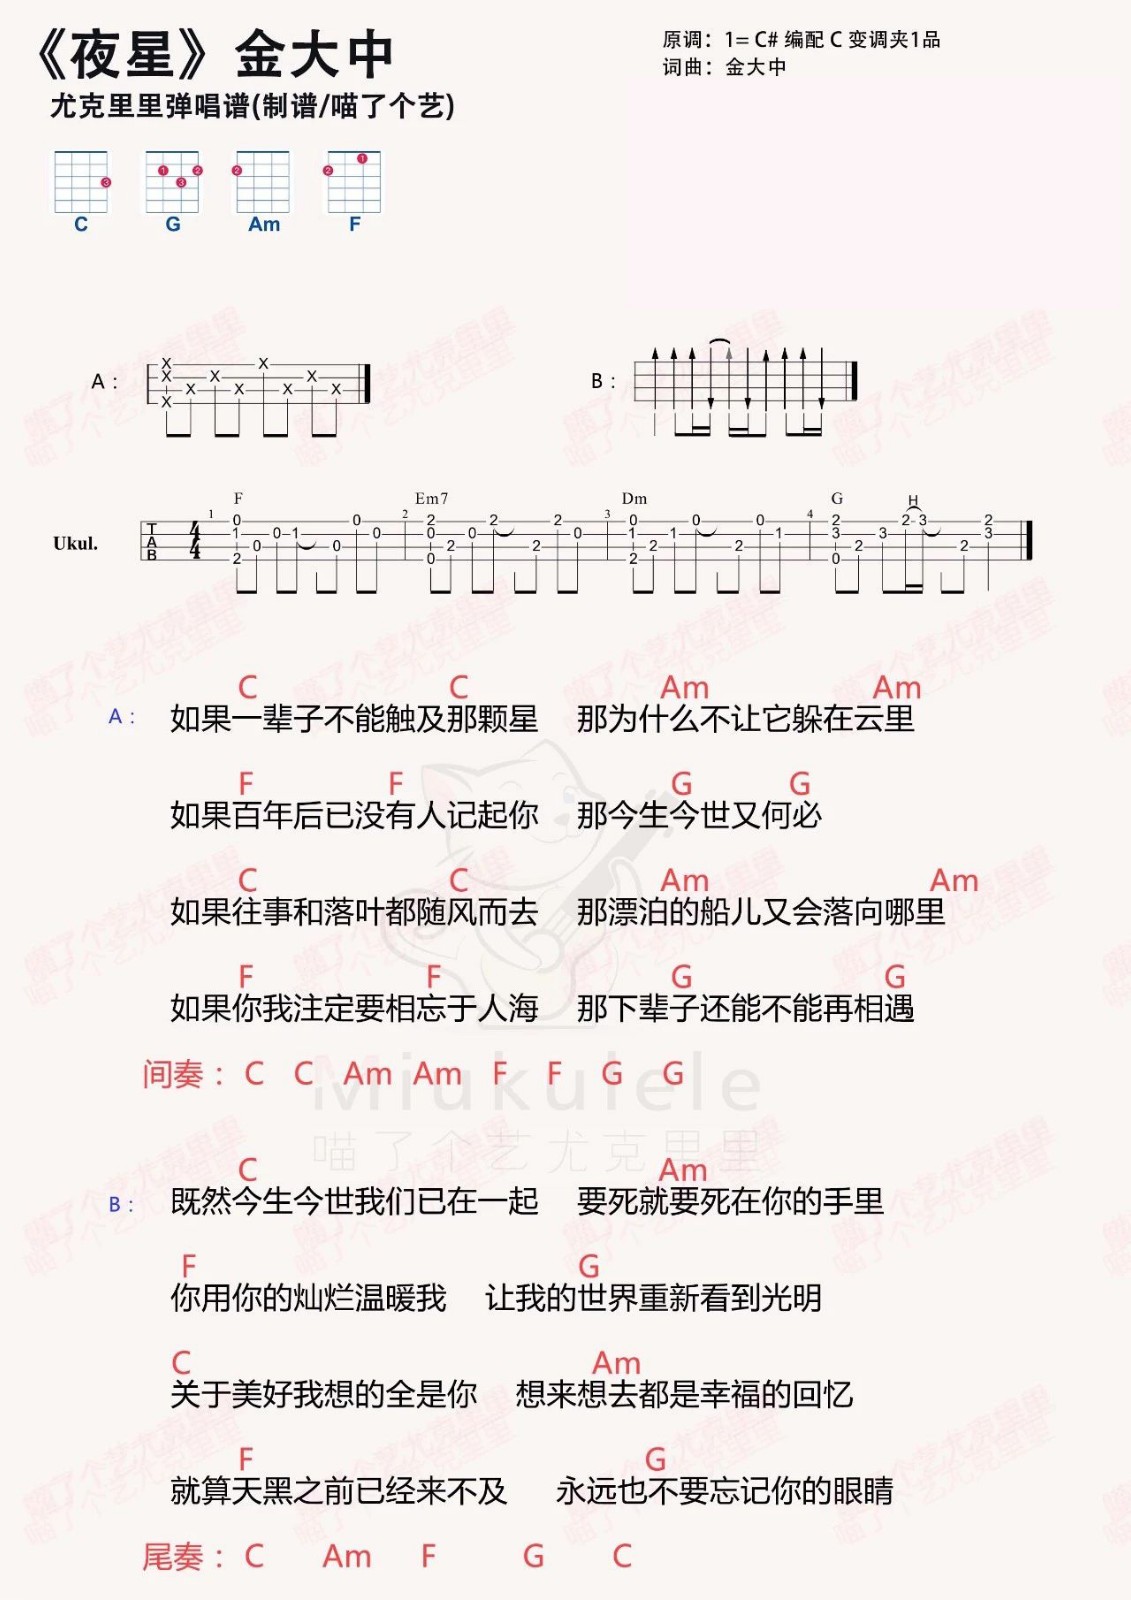 《夜星》金大中
原调：1= C# 编配 C 变调夹1品
词曲：金大中
尤克里里弹唱谱(制谱/喵了个艺)
C G Am F
A：
B：
F Em7 Dm G H
Ukul.
C C Am Am
A： 如果一辈子不能触及那颗星 那为什么不让它躲在云里
F F G G
如果百年后已没有人记起你 那今生今世又何必
C C Am Am
如果往事和落叶都随风而去 那漂泊的船儿又会落向哪里
F F G G
如果你我注定要相忘于人海 那下辈子还能不能再相遇
间奏： C C Am Am F F G G
Miukulele
喵了个艺尤克里里
C Am
B： 既然今生今世我们已在一起 要死就要死在你的手里
F G
你用你的灿烂温暖我 让我的世界重新看到光明
C Am
关于美好我想的全是你 想来想去都是幸福的回忆
F G
就算天黑之前已经来不及 永远也不要忘记你的眼睛
尾奏： C Am F G C